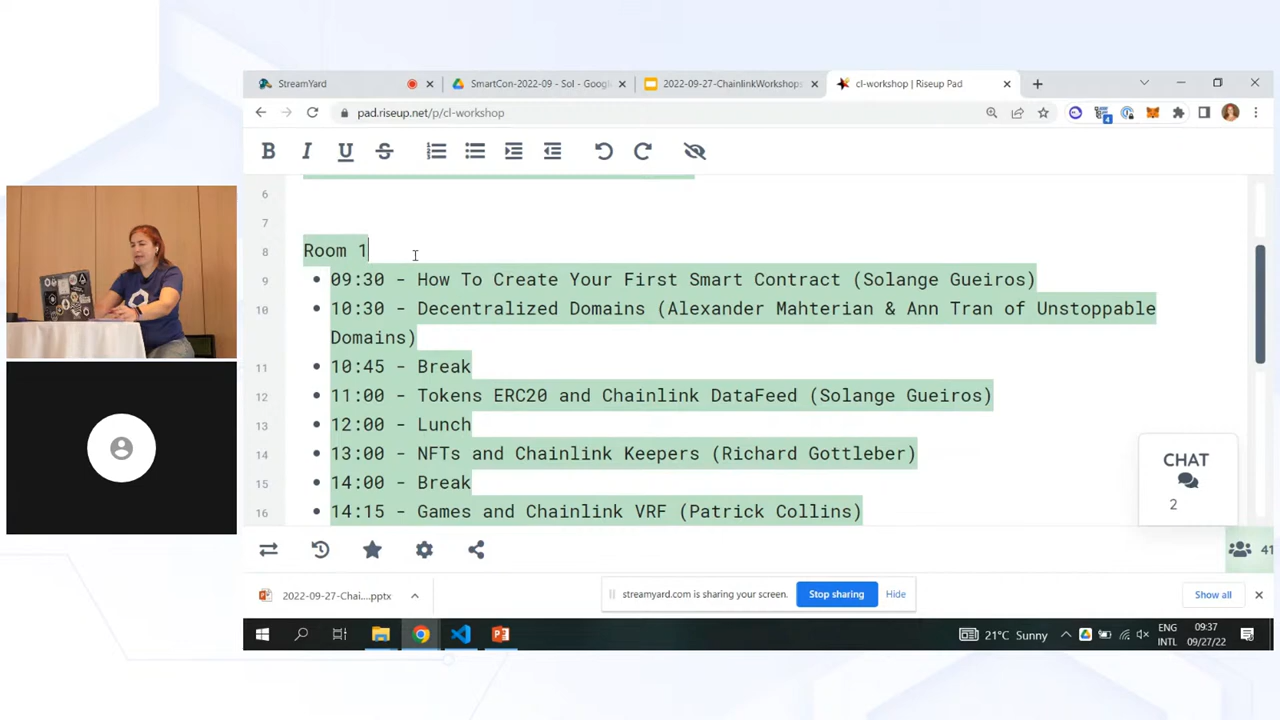 StreamYard
SmartCon-2022-09 - Sol - Googl
2022-09-27-ChainlinkWorkshops
cl-workshop | Riseup Pad
pad.riseup.net/p/cl-workshop
4
B I U S
6
7
8 Room 1
9 • 09:30 - How To Create Your First Smart Contract (Solange Gueiros)
10 • 10:30 - Decentralized Domains (Alexander Mahterian & Ann Tran of Unstoppable
Domains)
11 • 10:45 - Break
12 • 11:00 - Tokens ERC20 and Chainlink DataFeed (Solange Gueiros)
13 • 12:00 - Lunch
14 • 13:00 - NFTs and Chainlink Keepers (Richard Gottleber)
15 • 14:00 - Break
16 • 14:15 - Games and Chainlink VRF (Patrick Collins)
CHAT
2
41
2022-09-27-Chai....pptx
streamyard.com is sharing your screen.
Stop sharing
Hide
Show all
21°C Sunny
ENG
INTL
09:37
09/27/22